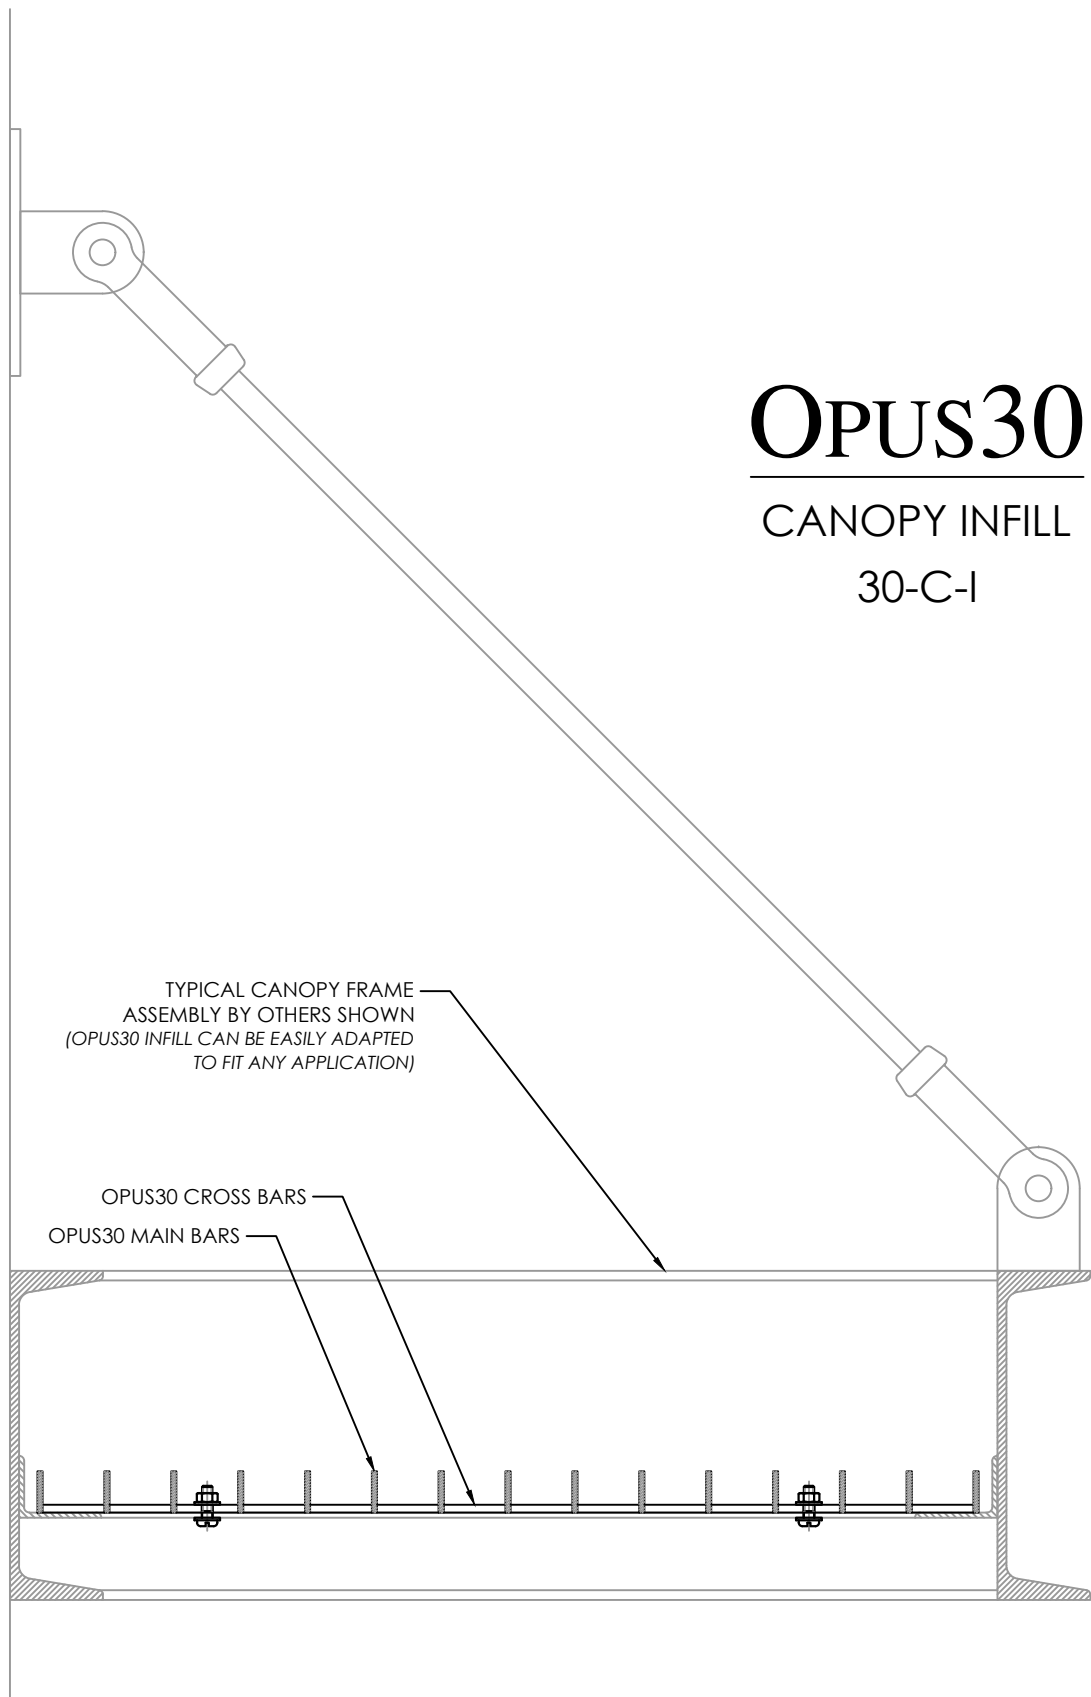 OPUS30
CANOPY INFILL
30-C-I
TYPICAL CANOPY FRAME
ASSEMBLY BY OTHERS SHOWN
(OPUS30 INFILL CAN BE EASILY ADAPTED
TO FIT ANY APPLICATION)
OPUS30 CROSS BARS
OPUS30 MAIN BARS